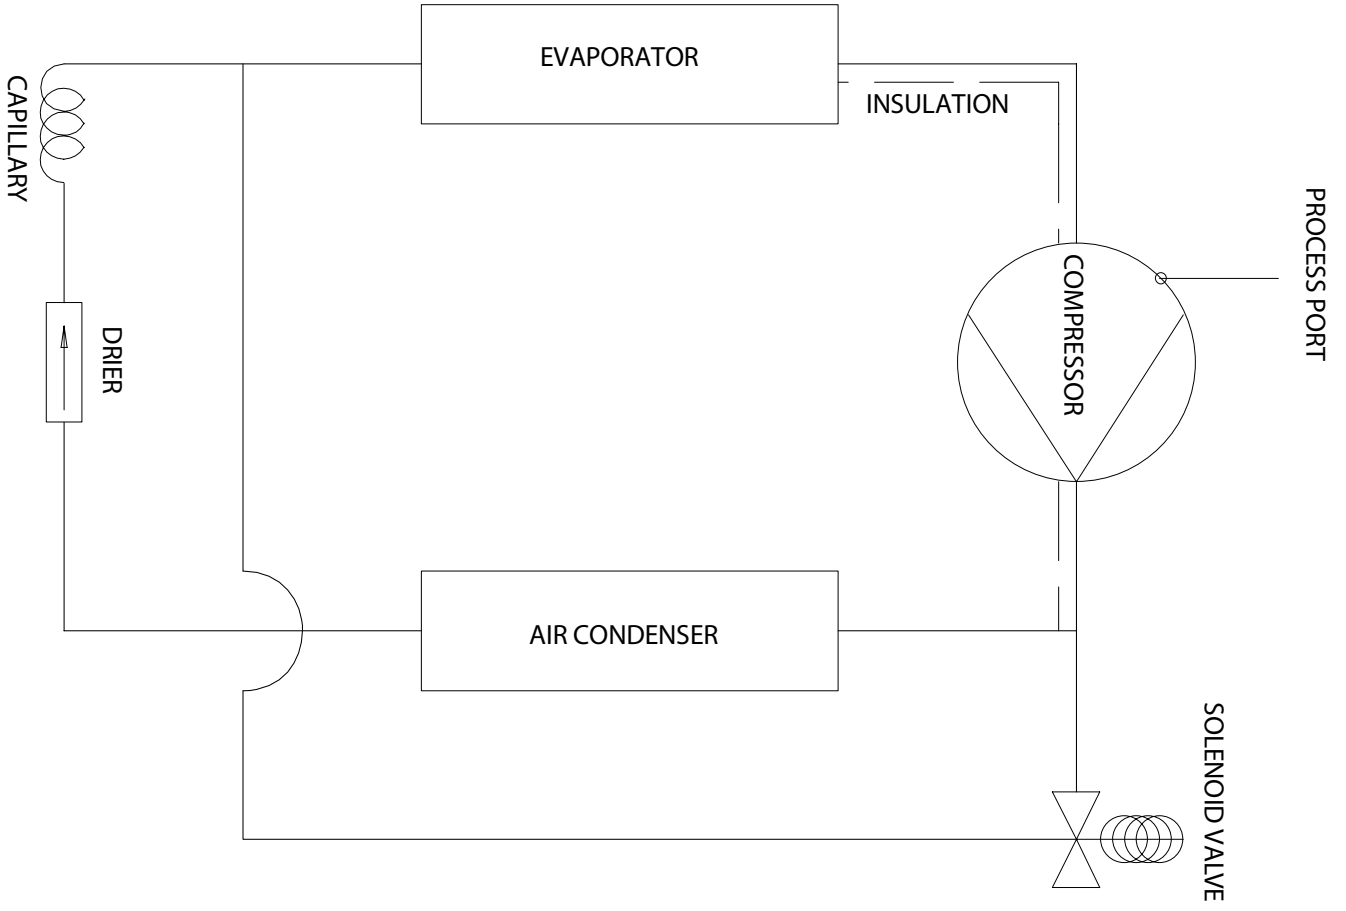 EVAPORATOR
INSULATION
CAPILLARY
PROCESS PORT
COMPRESSOR
DRIER
AIR CONDENSER
SOLENOID VALVE